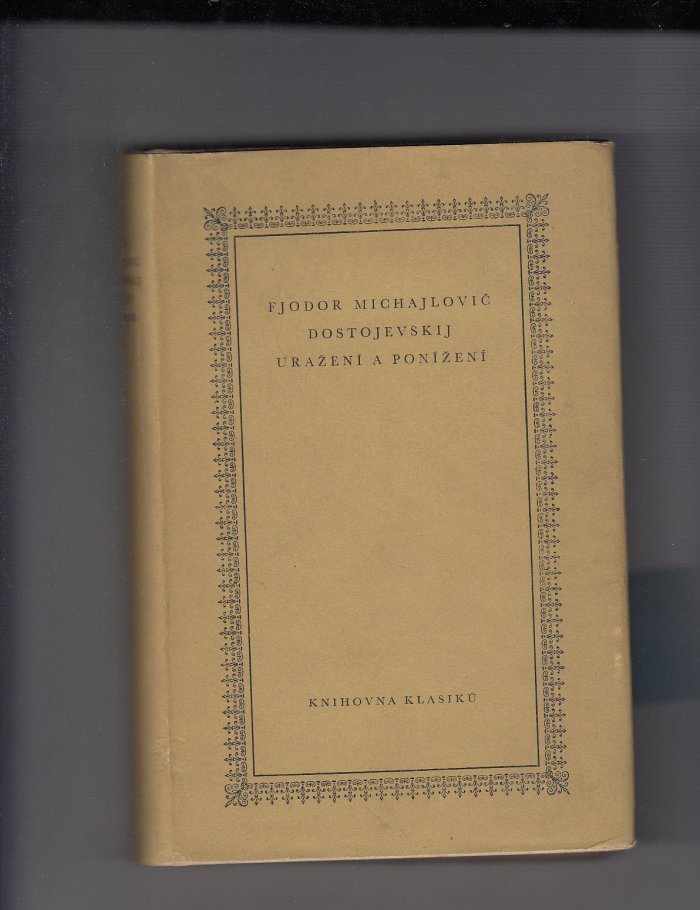 FJODOR MICHAJLOVIČ
DOSTOJEVSKIJ
URAŽENÍ A PONÍŽENÍ
KNIHOVNA KLASIKŮ